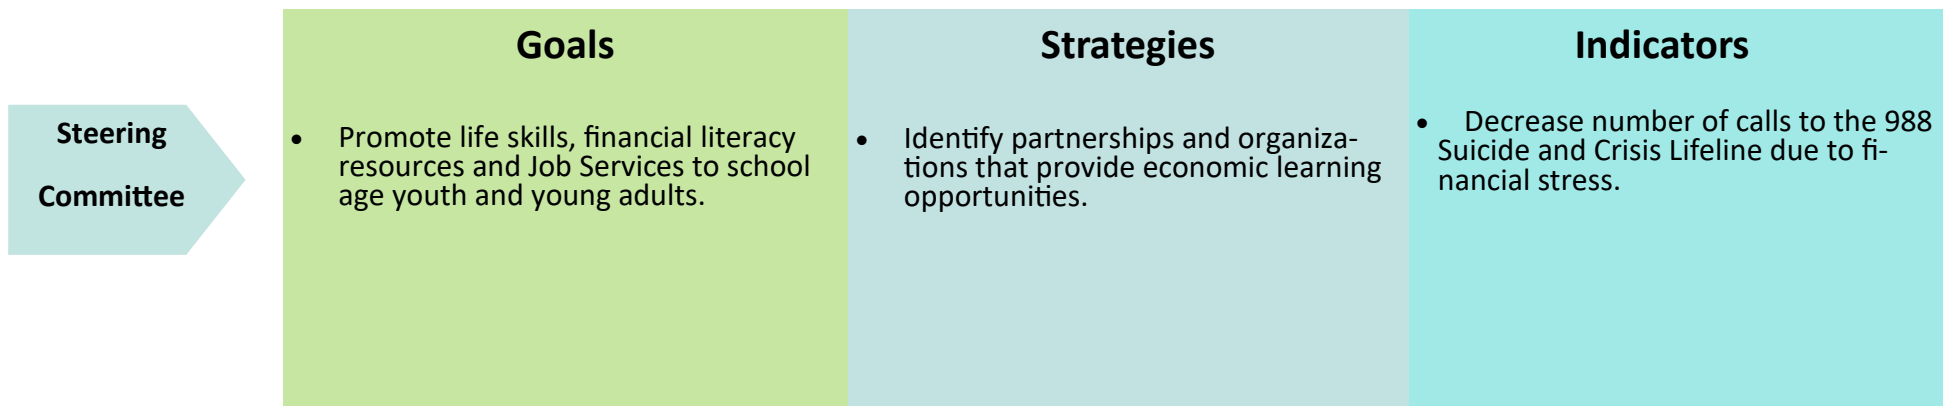 Steering
Committee
Goals
• Promote life skills, financial literacy
resources and Job Services to school
age youth and young adults.
Strategies
• Identify partnerships and organiza-
tions that provide economic learning
opportunities.
Indicators
• Decrease number of calls to the 988
Suicide and Crisis Lifeline due to fi-
nancial stress.